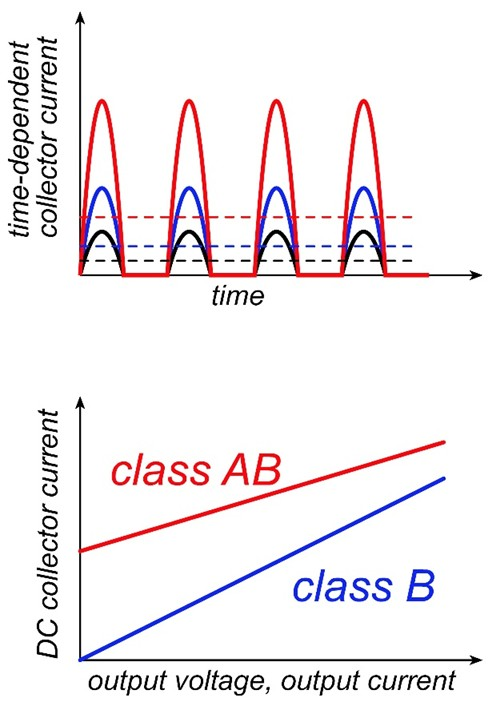 time-dependent
collector current
time
DC collector current
class AB
class B
output voltage, output current